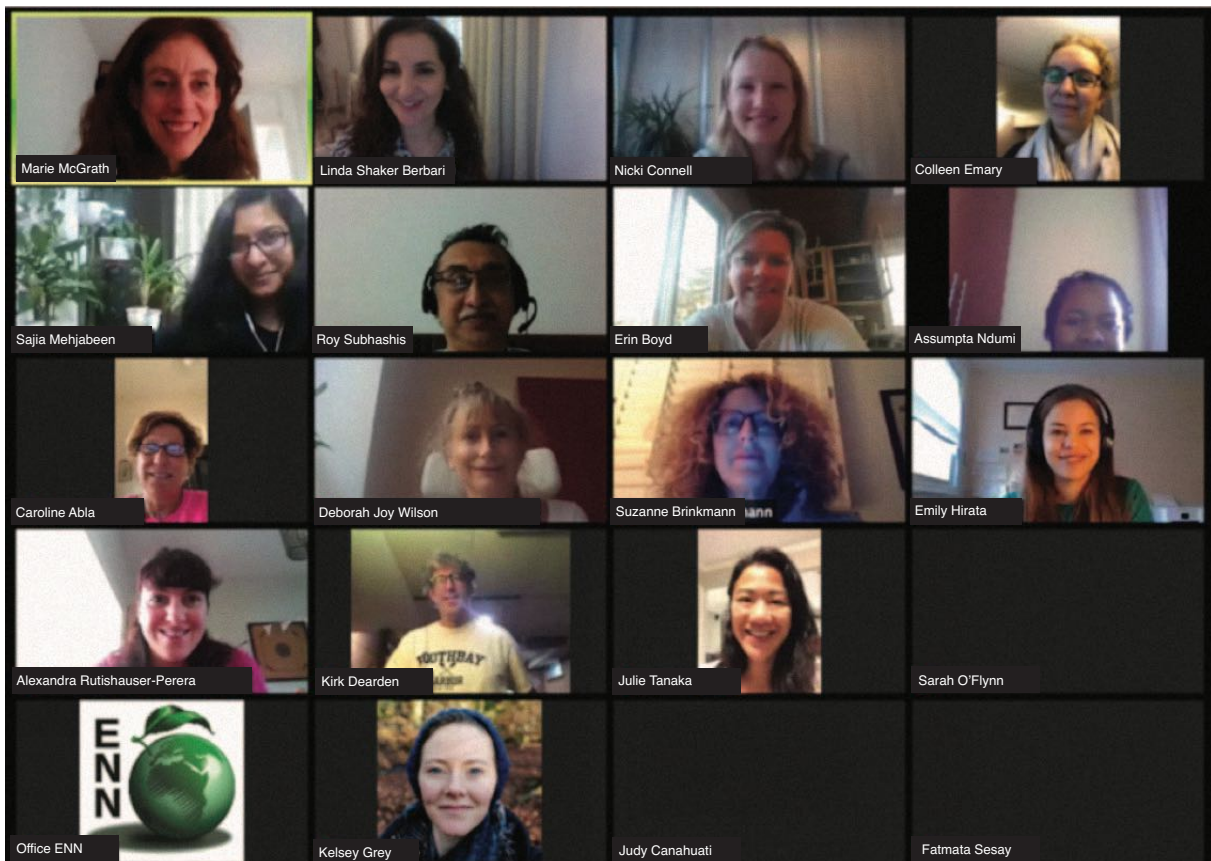 Marie McGrath
Linda Shaker Berbari
Nicki Connell
Colleen Emary
Sajia Mehjabeen
Roy Subhashis
Erin Boyd
Assumpta Ndumi
Caroline Abla
Deborah Joy Wilson
Suzanne Brinkmann
Emily Hirata
Alexandra Rutishauser-Perera
Kirk Dearden
Julie Tanaka
Sarah O'Flynn
E
N
N
Office ENN
Kelsey Grey
Judy Canahuati
Fatmata Sesay